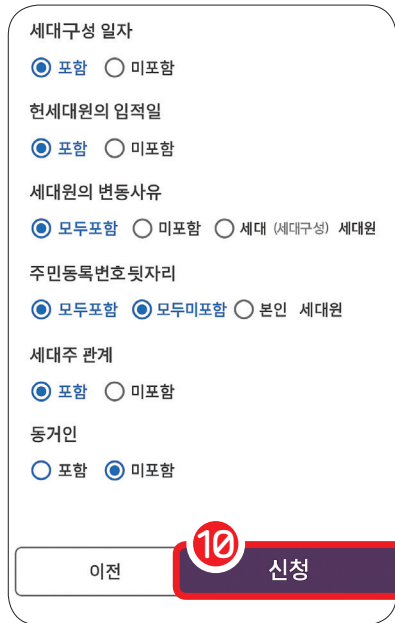 세대구성 일자
포함 미포함
헌세대원의 입적일
포함 미포함
세대원의 변동사유
모두포함 미포함 세대 (세대구성) 세대원
주민동록번호 뒷자리
모두포함 모두미포함 본인 세대원
세대주 관계
포함 미포함
동거인
포함 미포함
10
이전 신청